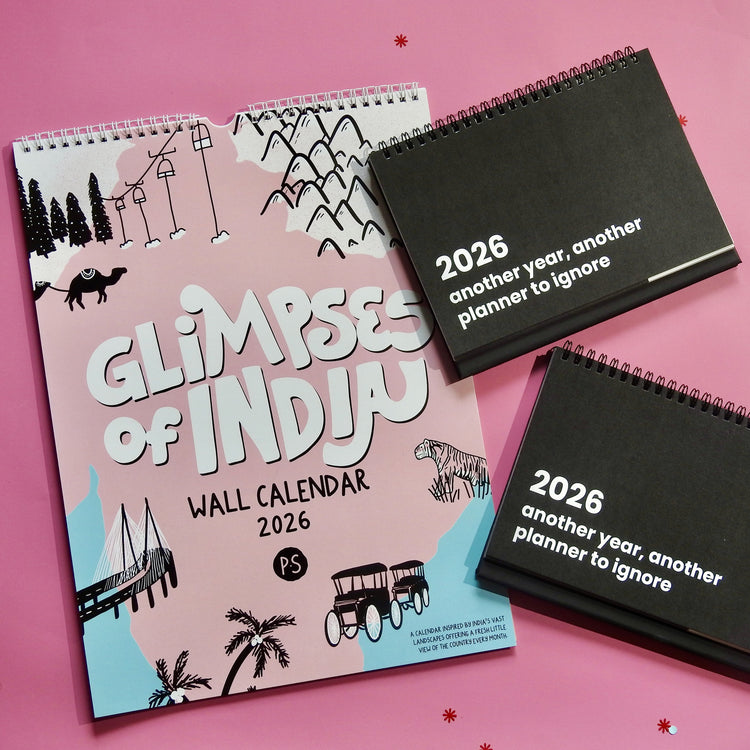 GLiMPSES
of INDIA
WALL CALENDAR
2026
P·S
A CALENDAR INSPIRED BY INDIA'S VAST
LANDSCAPES OFFERING A FRESH LITTLE
VIEW OF THE COUNTRY EVERY MONTH.
2026
another year, another
planner to ignore
2026
another year, another
planner to ignore